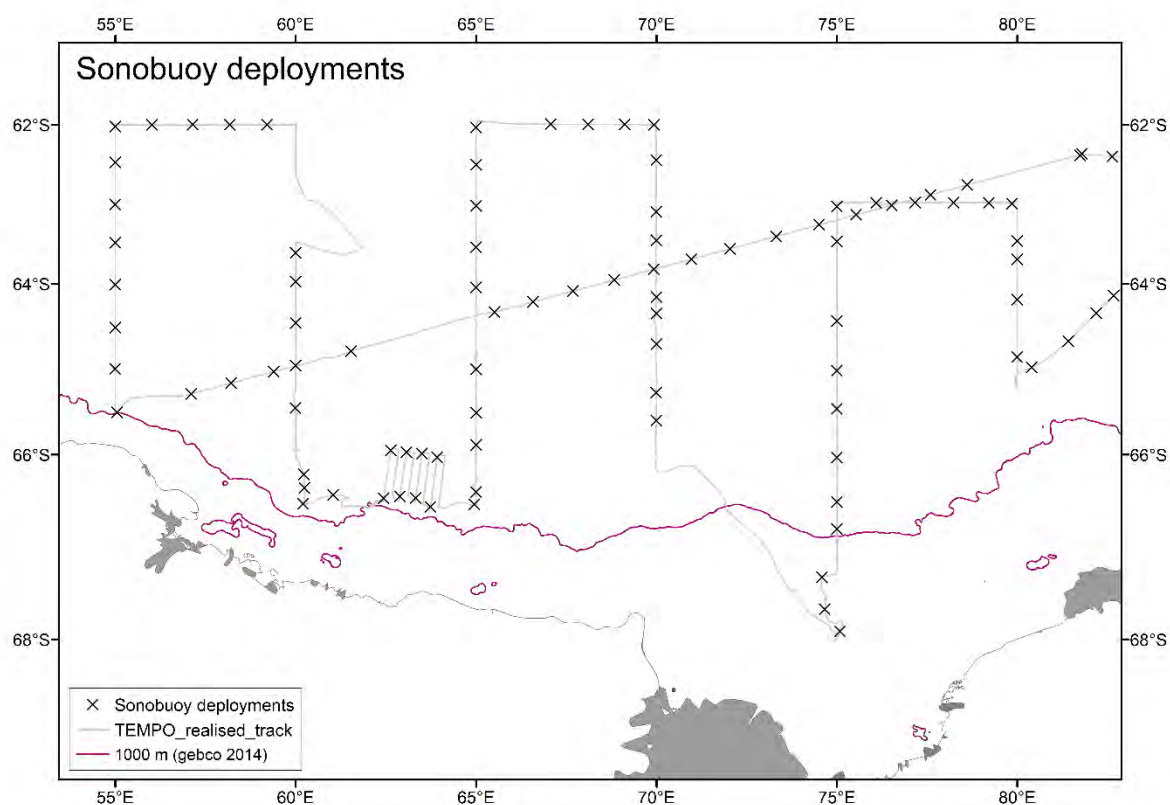 55°E 60°E 65°E 70°E 75°E 80°E
Sonobuoy deployments
62°S 62°S
64°S 64°S
66°S 66°S
68°S 68°S
Sonobuoy deployments
TEMPO_realised_track
1000 m (gebco 2014)
55°E 60°E 65°E 70°E 75°E 80°E